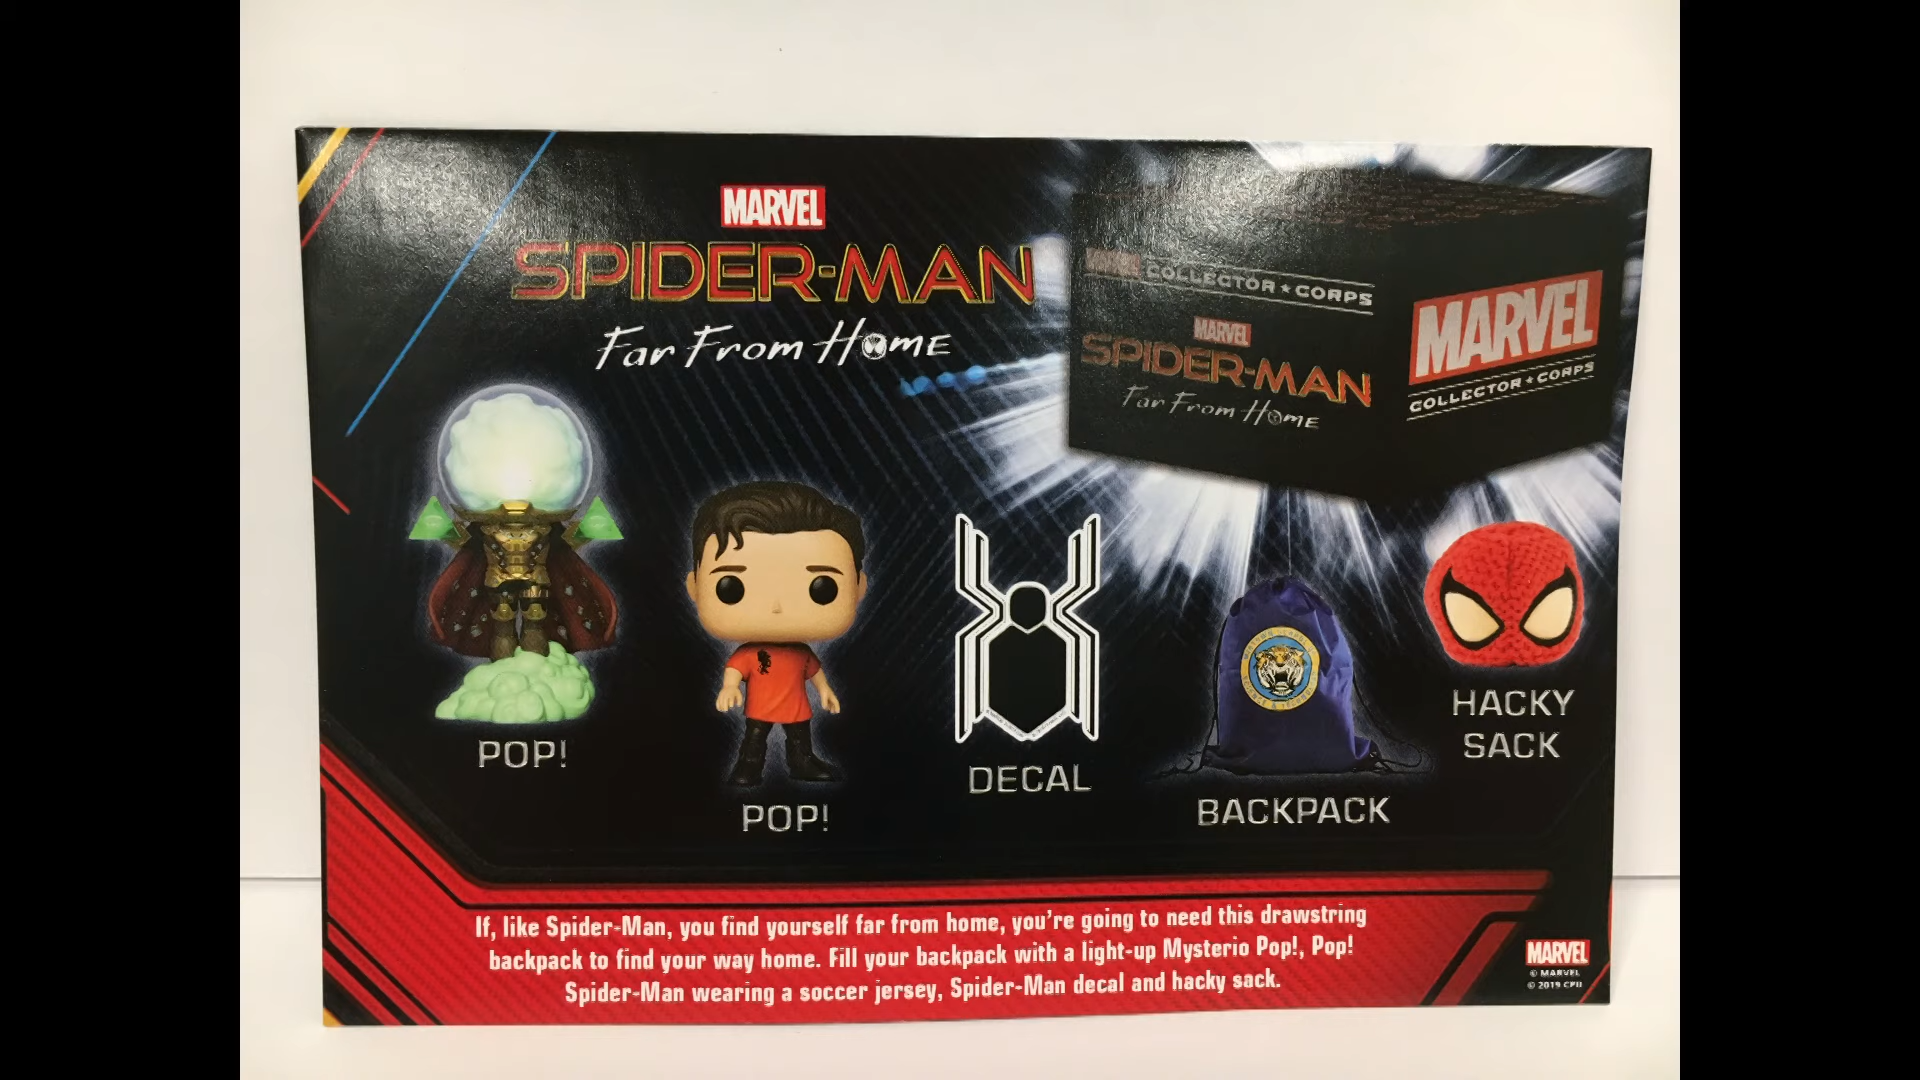 MARVEL
SPIDER-MAN
Far From Home
MARVEL COLLECTOR★CORPS
MARVEL
SPIDER-MAN
Far From Home
MARVEL
COLLECTOR★CORPS
POP!
POP!
DECAL
BACKPACK
HACKY
SACK
If, like Spider-Man, you find yourself far from home, you're going to need this drawstring
backpack to find your way home. Fill your backpack with a light-up Mysterio Pop!, Pop!
Spider-Man wearing a soccer jersey, Spider-Man decal and hacky sack.
MARVEL
© MARVEL
© 2019 CPII